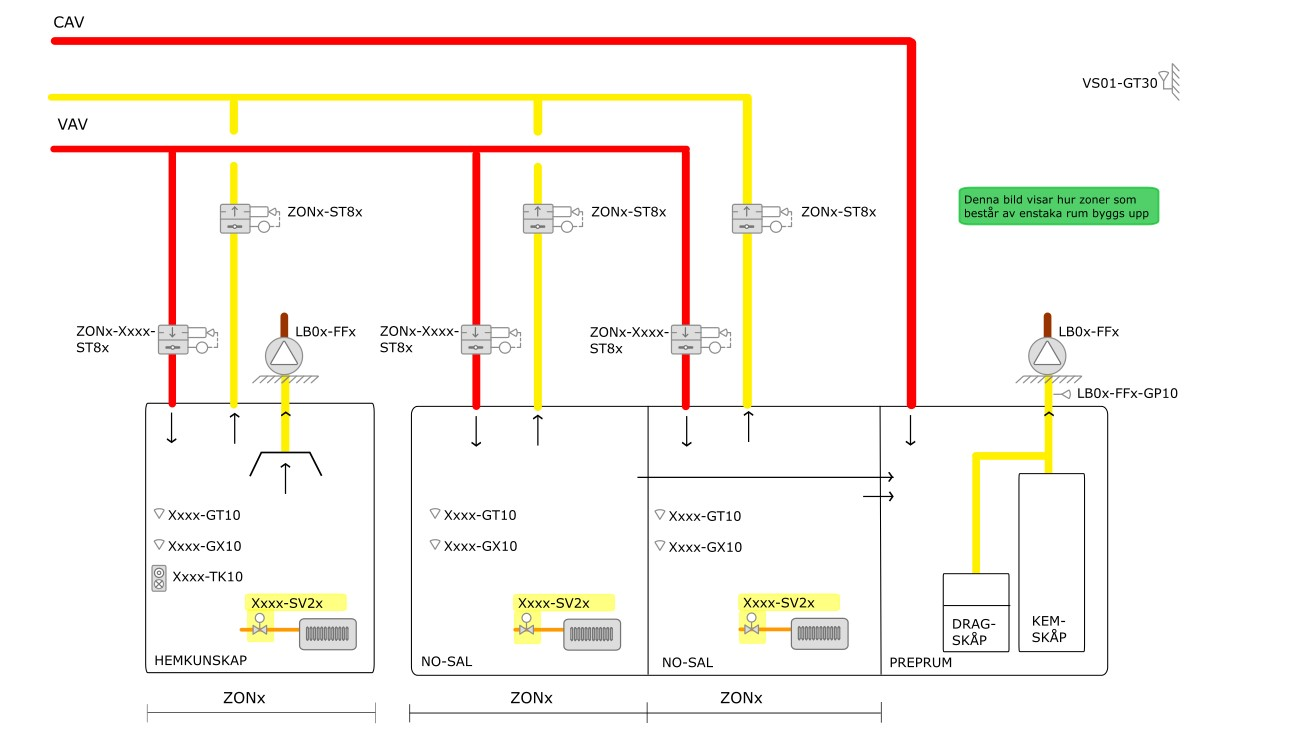 CAV
VS01-GT30
VAV
Denna bild visar hur zoner som
består av enstaka rum byggs upp
ZONx-ST8x
ZONx-ST8x
ZONx-ST8x
ZONx-Xxxx-
ST8x
LB0x-FFx
ZONx-Xxxx-
ST8x
ZONx-Xxxx-
ST8x
LB0x-FFx
LB0x-FFx-GP10
Xxxx-GT10
Xxxx-GX10
Xxxx-TK10
Xxxx-SV2x
HEMKUNSKAP
Xxxx-GT10
Xxxx-GX10
Xxxx-SV2x
NO-SAL
Xxxx-GT10
Xxxx-GX10
Xxxx-SV2x
NO-SAL
DRAG-
SKÅP
KEM-
SKÅP
PREPRUM
ZONx
ZONx
ZONx